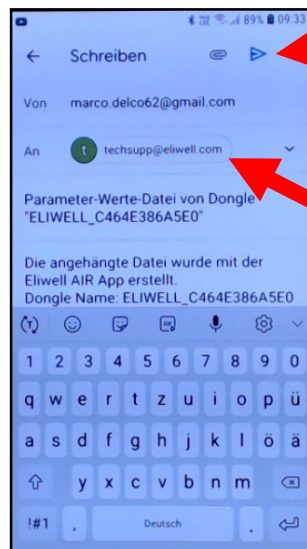 89% 09:33
Schreiben
Von marco.delco62@gmail.com
An t techsupp@eliwell.com
Parameter-Werte-Datei von Dongle
"ELIWELL_C464E386A5E0"
Die angehängte Datei wurde mit der
Eliwell AIR App erstellt.
Dongle Name: ELIWELL_C464E386A5E0
GIF
1 2 3 4 5 6 7 8 9 0
q w e r t z u i o p ü
a s d f g h j k l ö ä
y x c v b n m
!#1 , Deutsch .